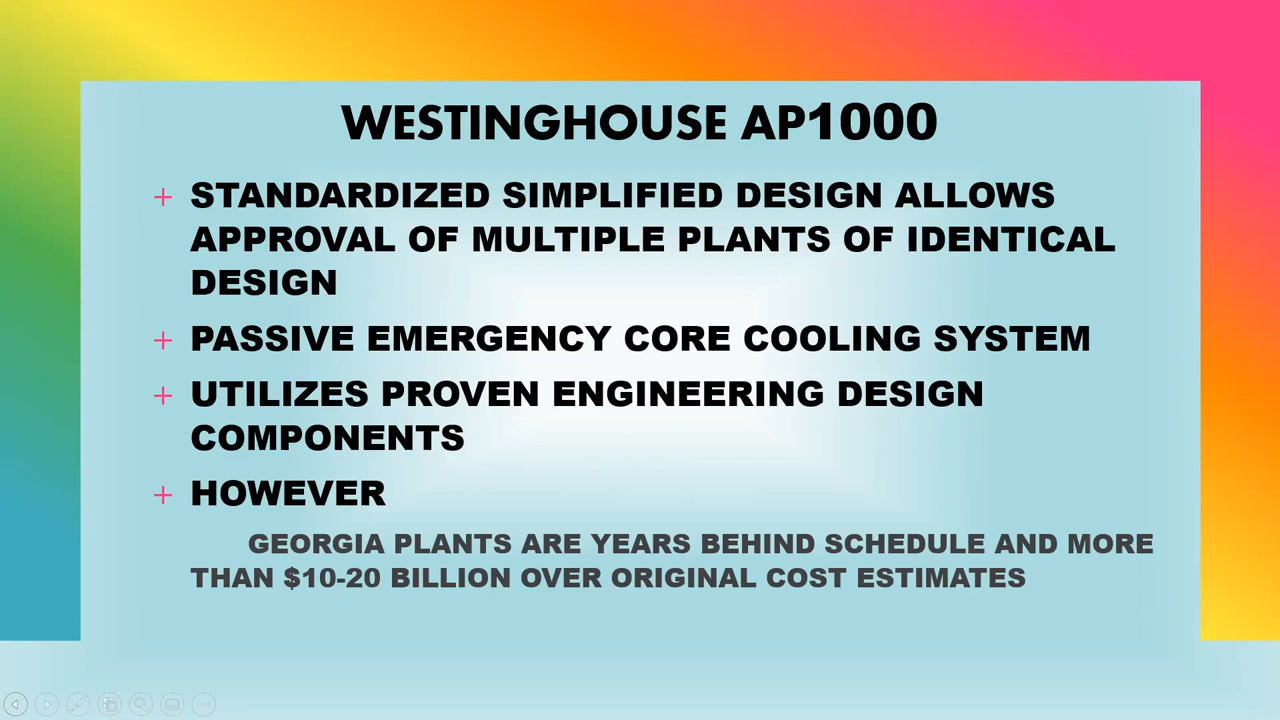 WESTINGHOUSE AP1000
+ STANDARDIZED SIMPLIFIED DESIGN ALLOWS
APPROVAL OF MULTIPLE PLANTS OF IDENTICAL
DESIGN
+ PASSIVE EMERGENCY CORE COOLING SYSTEM
+ UTILIZES PROVEN ENGINEERING DESIGN
COMPONENTS
+ HOWEVER
GEORGIA PLANTS ARE YEARS BEHIND SCHEDULE AND MORE
THAN $10-20 BILLION OVER ORIGINAL COST ESTIMATES